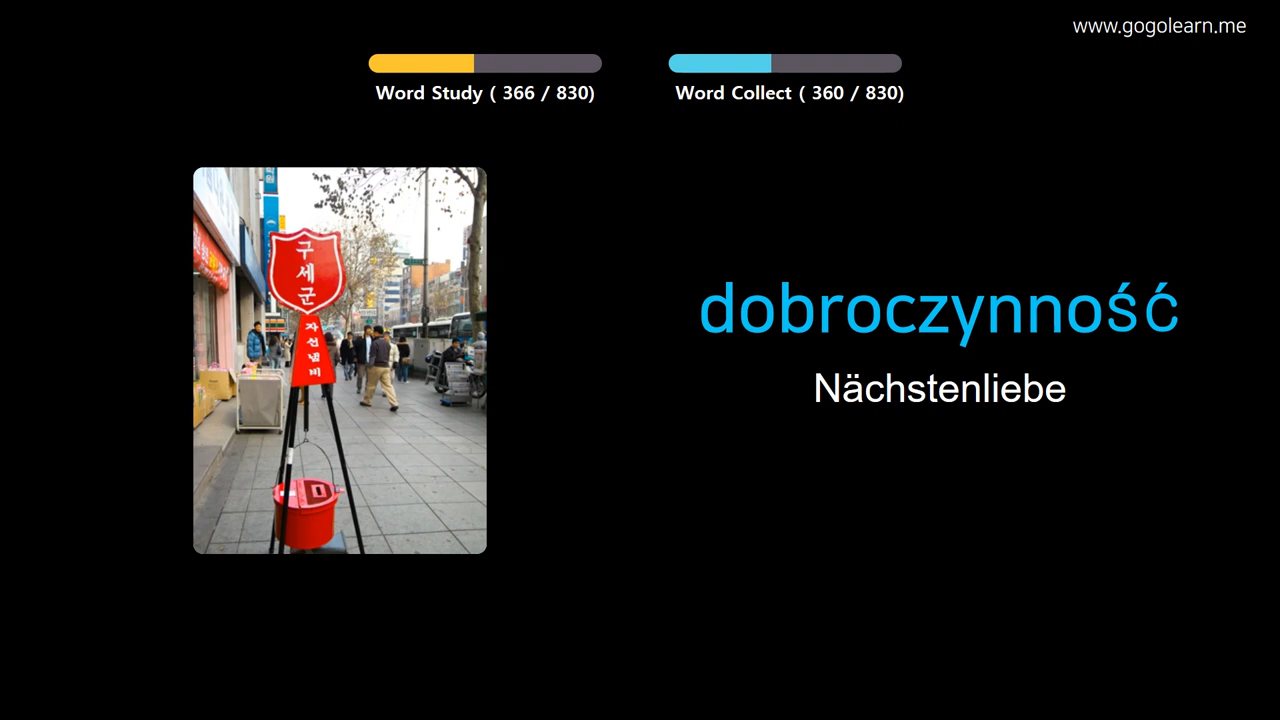 www.gogolearn.me
Word Study ( 366 / 830)
Word Collect ( 360 / 830)
구세군
자선냄비
dobroczynność
Nächstenliebe